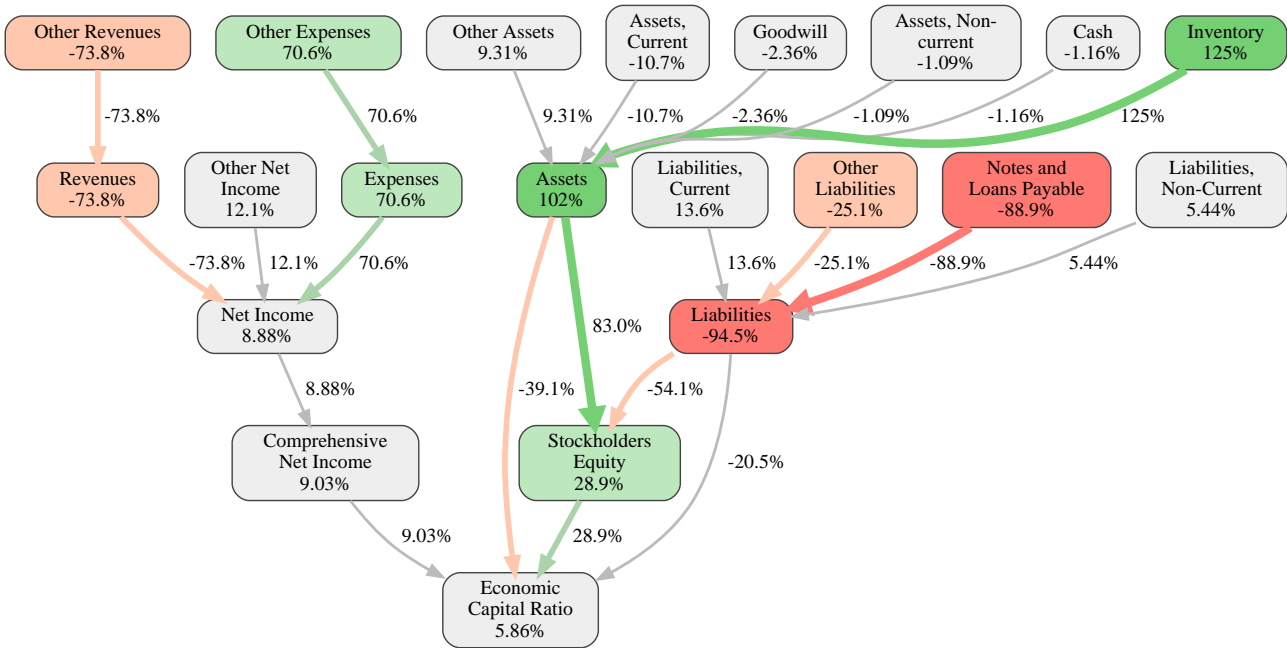 Other Revenues
-73.8%
Other Expenses
70.6%
Other Assets
9.31%
Assets,
Current
-10.7%
Goodwill
-2.36%
Assets, Non-
current
-1.09%
Cash
-1.16%
Inventory
125%
-73.8%
70.6%
9.31%
-10.7%
-2.36%
-1.09%
-1.16%
125%
Revenues
-73.8%
Other Net
Income
12.1%
Expenses
70.6%
Assets
102%
Liabilities,
Current
13.6%
Other
Liabilities
-25.1%
Notes and
Loans Payable
-88.9%
Liabilities,
Non-Current
5.44%
-73.8%
12.1%
70.6%
13.6%
-25.1%
-88.9%
5.44%
Net Income
8.88%
83.0%
Liabilities
-94.5%
8.88%
-39.1%
-54.1%
Comprehensive
Net Income
9.03%
Stockholders
Equity
28.9%
-20.5%
9.03%
28.9%
Economic
Capital Ratio
5.86%